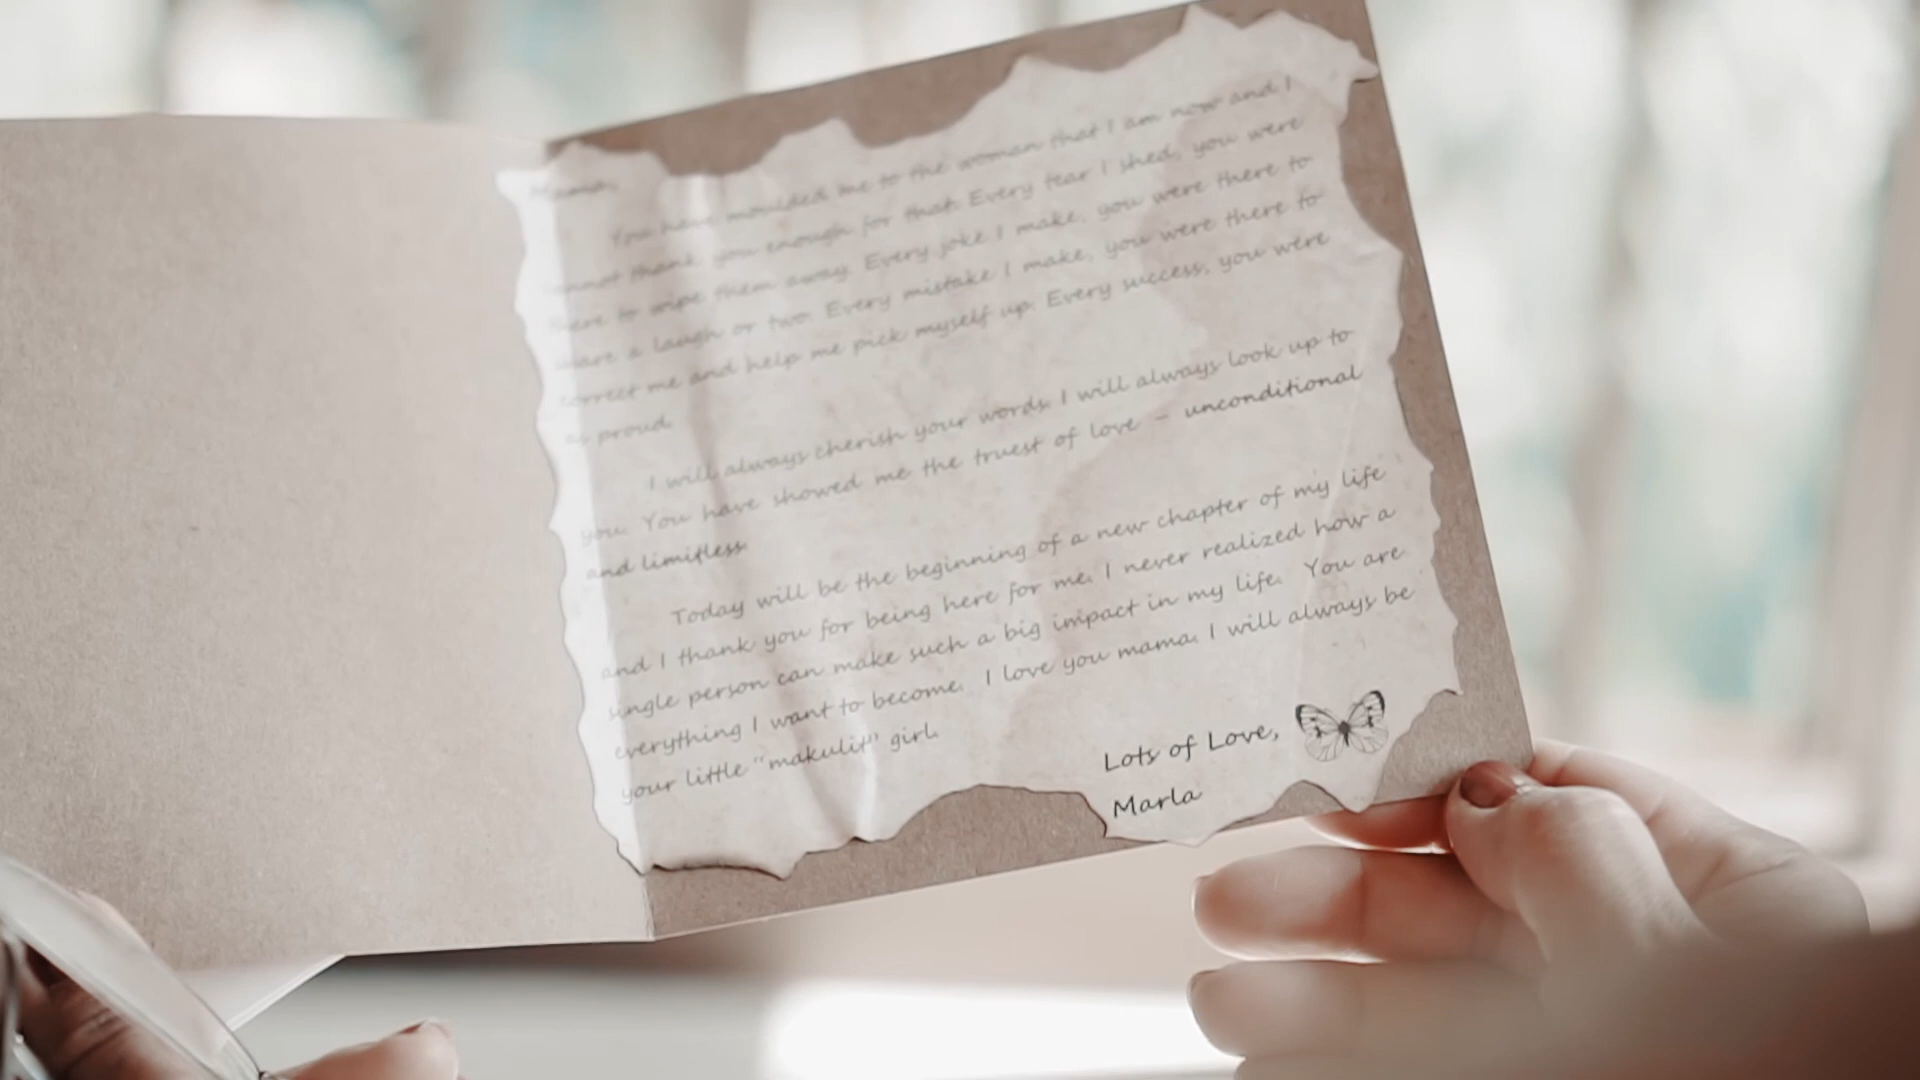 Mama,
You have moulded me to the woman that I am now and I
cannot thank you enough for that. Every tear I shed, you were
there to wipe them away. Every joke I make, you were there to
share a laugh or two. Every mistake I make, you were there to
correct me and help me pick myself up. Every success, you were
as proud.
I will always cherish your words. I will always look up to
you. You have showed me the truest of love – unconditional
and limitless.
Today will be the beginning of a new chapter of my life
and I thank you for being here for me. I never realized how a
single person can make such a big impact in my life. You are
everything I want to become. I love you mama. I will always be
your little "makulit" girl.
Lots of Love,
Marla